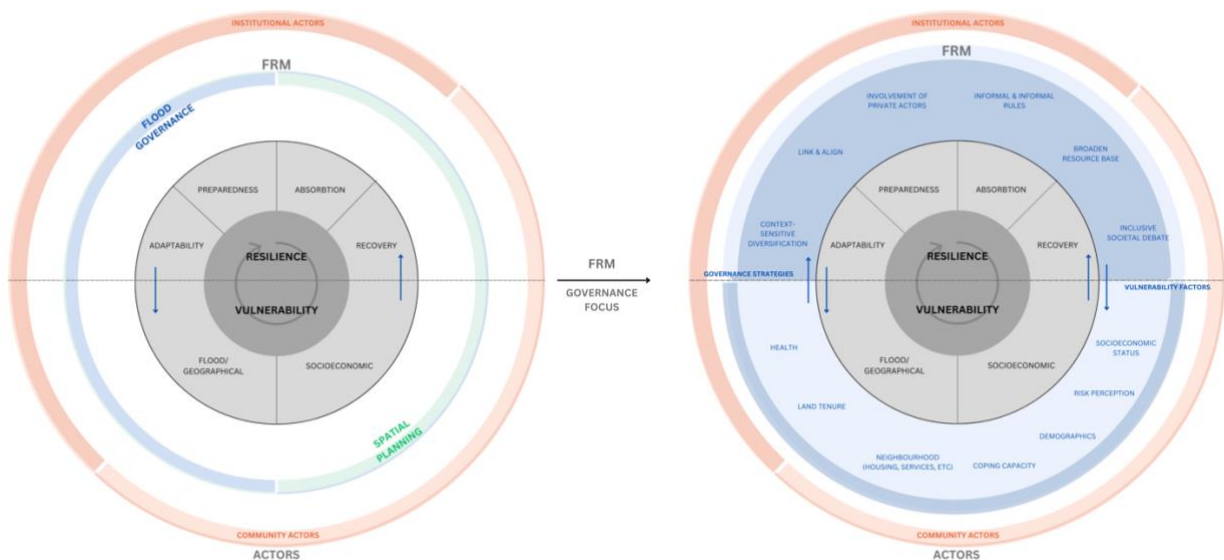 INSTITUTIONAL ACTORS
FRM
FLOOD
GOVERNANCE
PREPAREDNESS
ABSORBTION
ADAPTABILITY
RECOVERY
RESILIENCE
VULNERABILITY
FLOOD/
GEOGRAPHICAL
SOCIOECONOMIC
SPATIAL
PLANNING
COMMUNITY ACTORS
ACTORS
FRM
GOVERNANCE
FOCUS
INSTITUTIONAL ACTORS
FRM
INVOLVEMENT OF
PRIVATE ACTORS
INFORMAL & INFORMAL
RULES
LINK & ALIGN
BROADEN
RESOURCE BASE
PREPAREDNESS
ABSORBTION
CONTEXT-
SENSITIVE
DIVERSIFICATION
INCLUSIVE
SOCIETAL DEBATE
ADAPTABILITY
RECOVERY
RESILIENCE
GOVERNANCE STRATEGIES
VULNERABILITY FACTORS
VULNERABILITY
HEALTH
SOCIOECONOMIC
STATUS
FLOOD/
GEOGRAPHICAL
SOCIOECONOMIC
LAND TENURE
RISK PERCEPTION
DEMOGRAPHICS
NEIGHBOURHOOD
(HOUSING, SERVICES, ETC)
COPING CAPACITY
COMMUNITY ACTORS
ACTORS